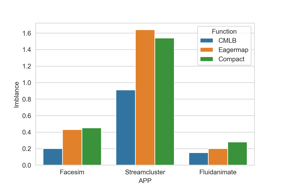 Function
CMLB
Eagermap
Compact
Imblance
1.6
1.4
1.2
1.0
0.8
0.6
0.4
0.2
0.0
Facesim Streamcluster Fluidanimate
APP